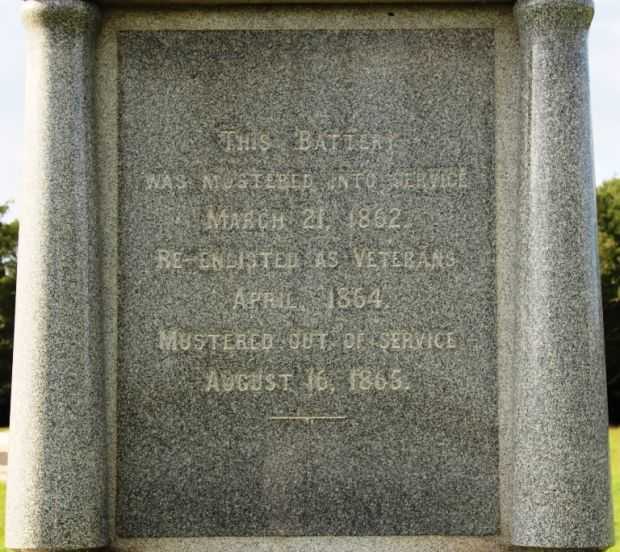 This Battery
was mustered into service
March 21, 1862.
Re-enlisted as Veterans
April, 1864.
Mustered out of service
August 16, 1865.